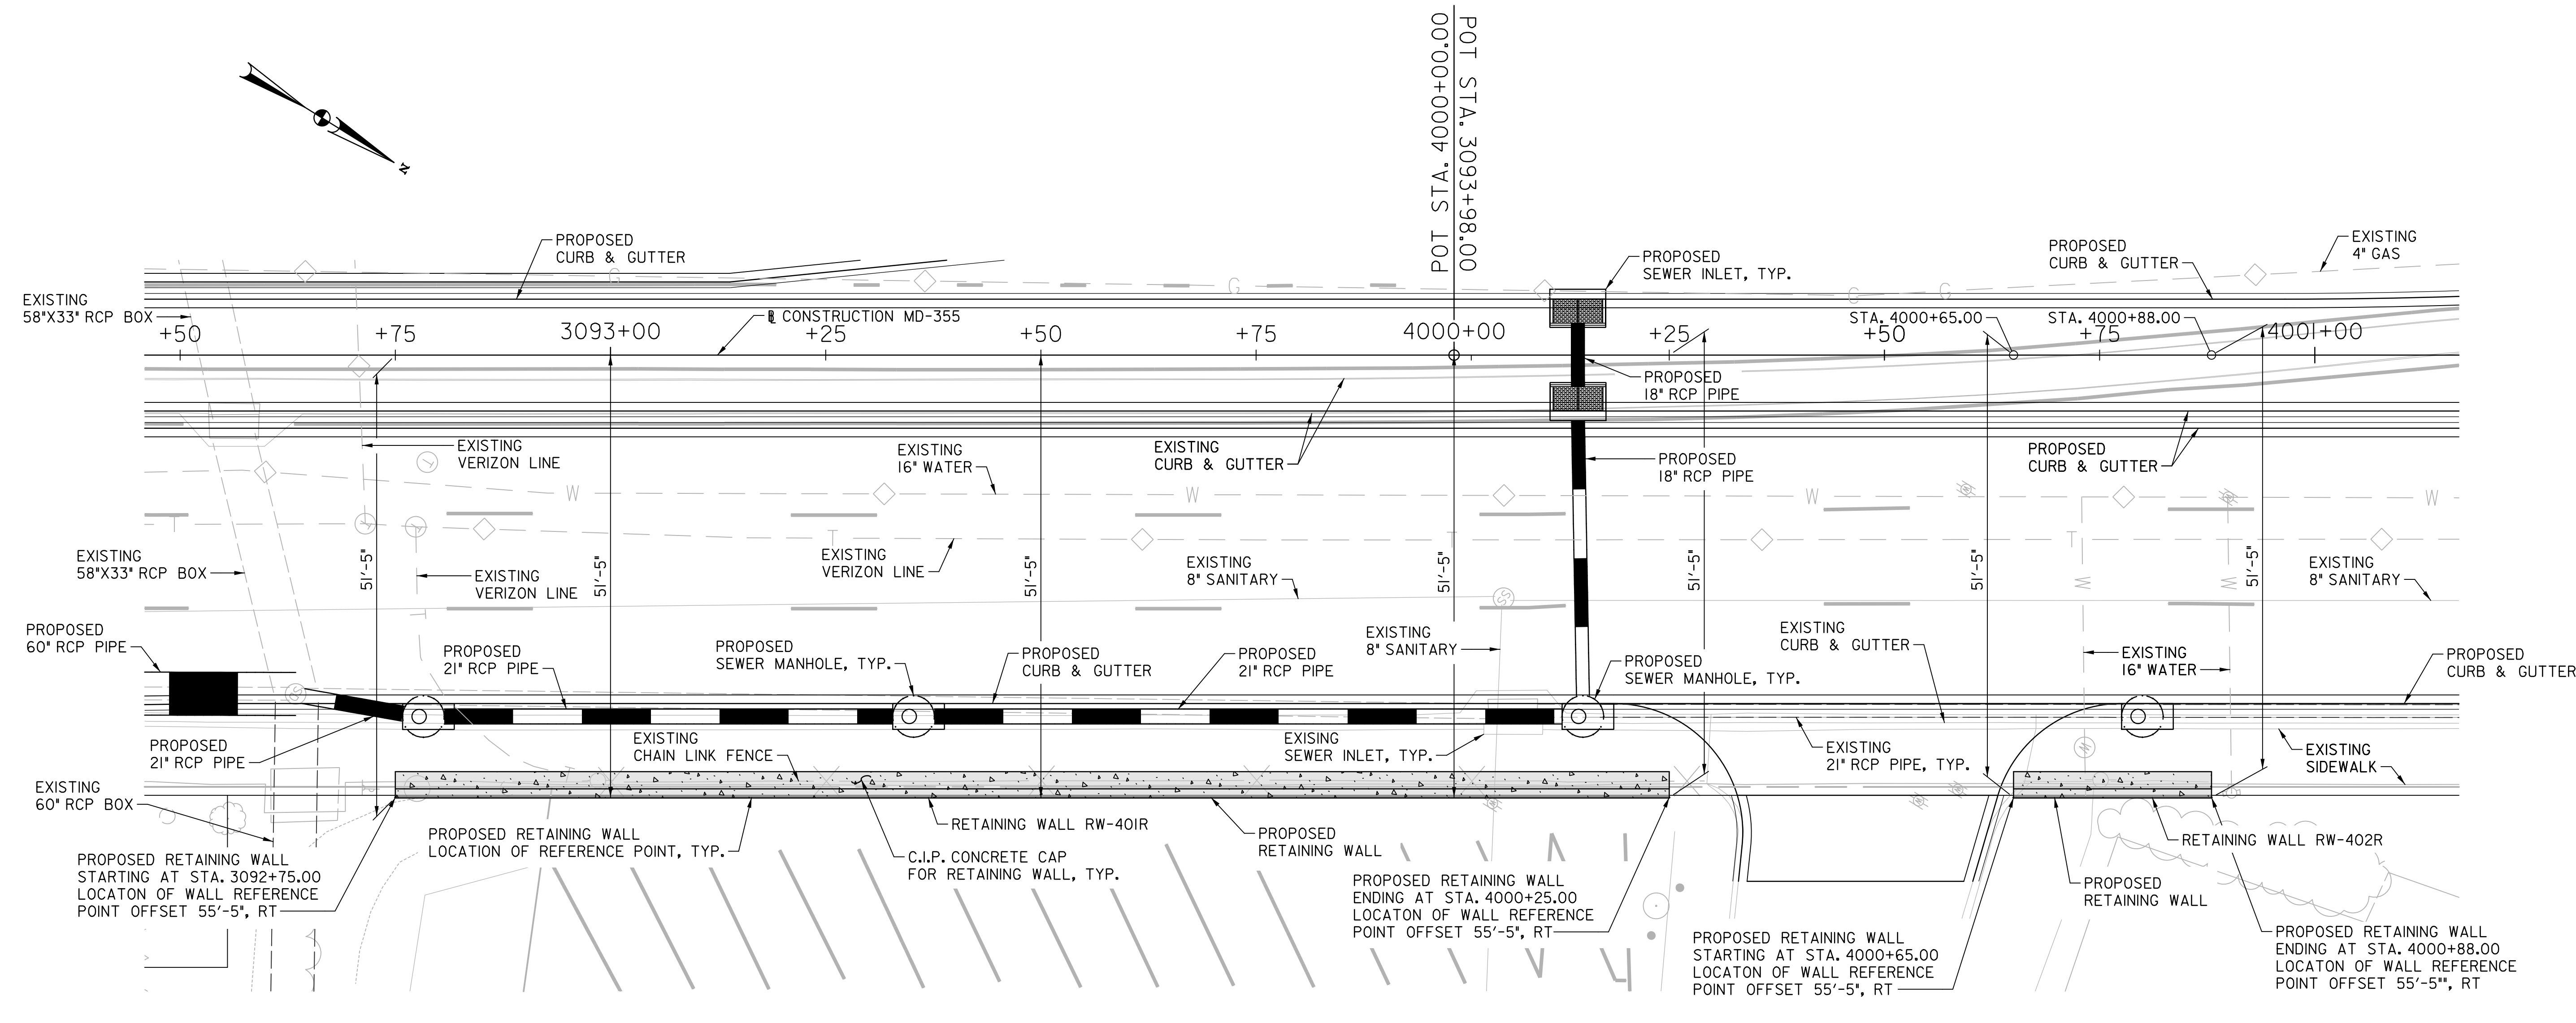 POT STA. 4000+00.00
POT STA. 3093+98.00
N
PROPOSED
CURB & GUTTER
EXISTING
58"X33" RCP BOX
+50
+75
3093+00
℄ CONSTRUCTION MD-355
+25
+50
+75
4000+00
PROPOSED
SEWER INLET, TYP.
+25
STA. 4000+65.00
+50
PROPOSED
CURB & GUTTER
STA. 4000+88.00
+75
EXISTING
4" GAS
4001+00
G
G
G
G
PROPOSED
18" RCP PIPE
EXISTING
VERIZON LINE
EXISTING
16" WATER
EXISTING
CURB & GUTTER
PROPOSED
18" RCP PIPE
PROPOSED
CURB & GUTTER
T
W
W
W
W
T
T
T
T
T
T
T
EXISTING
58"X33" RCP BOX
51'-5"
EXISTING
VERIZON LINE
51'-5"
EXISTING
VERIZON LINE
51'-5"
EXISTING
8" SANITARY
51'-5"
51'-5"
51'-5"
W
W
51'-5"
EXISTING
8" SANITARY
SS
PROPOSED
60" RCP PIPE
PROPOSED
21" RCP PIPE
PROPOSED
SEWER MANHOLE, TYP.
PROPOSED
CURB & GUTTER
PROPOSED
21" RCP PIPE
EXISTING
8" SANITARY
PROPOSED
SEWER MANHOLE, TYP.
EXISTING
CURB & GUTTER
EXISTING
16" WATER
PROPOSED
CURB & GUTTER
SS
PROPOSED
21" RCP PIPE
EXISTING
CHAIN LINK FENCE
EXISING
SEWER INLET, TYP.
EXISTING
21" RCP PIPE, TYP.
W
EXISTING
SIDEWALK
EXISTING
60" RCP BOX
PROPOSED RETAINING WALL
STARTING AT STA. 3092+75.00
LOCATON OF WALL REFERENCE
POINT OFFSET 55'-5", RT
PROPOSED RETAINING WALL
LOCATION OF REFERENCE POINT, TYP.
RETAINING WALL RW-401R
C.I.P. CONCRETE CAP
FOR RETAINING WALL, TYP.
PROPOSED
RETAINING WALL
PROPOSED RETAINING WALL
ENDING AT STA. 4000+25.00
LOCATON OF WALL REFERENCE
POINT OFFSET 55'-5", RT
PROPOSED RETAINING WALL
STARTING AT STA. 4000+65.00
LOCATON OF WALL REFERENCE
POINT OFFSET 55'-5", RT
RETAINING WALL RW-402R
PROPOSED
RETAINING WALL
PROPOSED RETAINING WALL
ENDING AT STA. 4000+88.00
LOCATON OF WALL REFERENCE
POINT OFFSET 55'-5"", RT